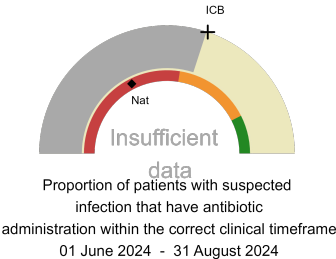 ICB
Nat
Insufficient
data
Proportion of patients with suspected
infection that have antibiotic
administration within the correct clinical timeframe
01 June 2024 - 31 August 2024